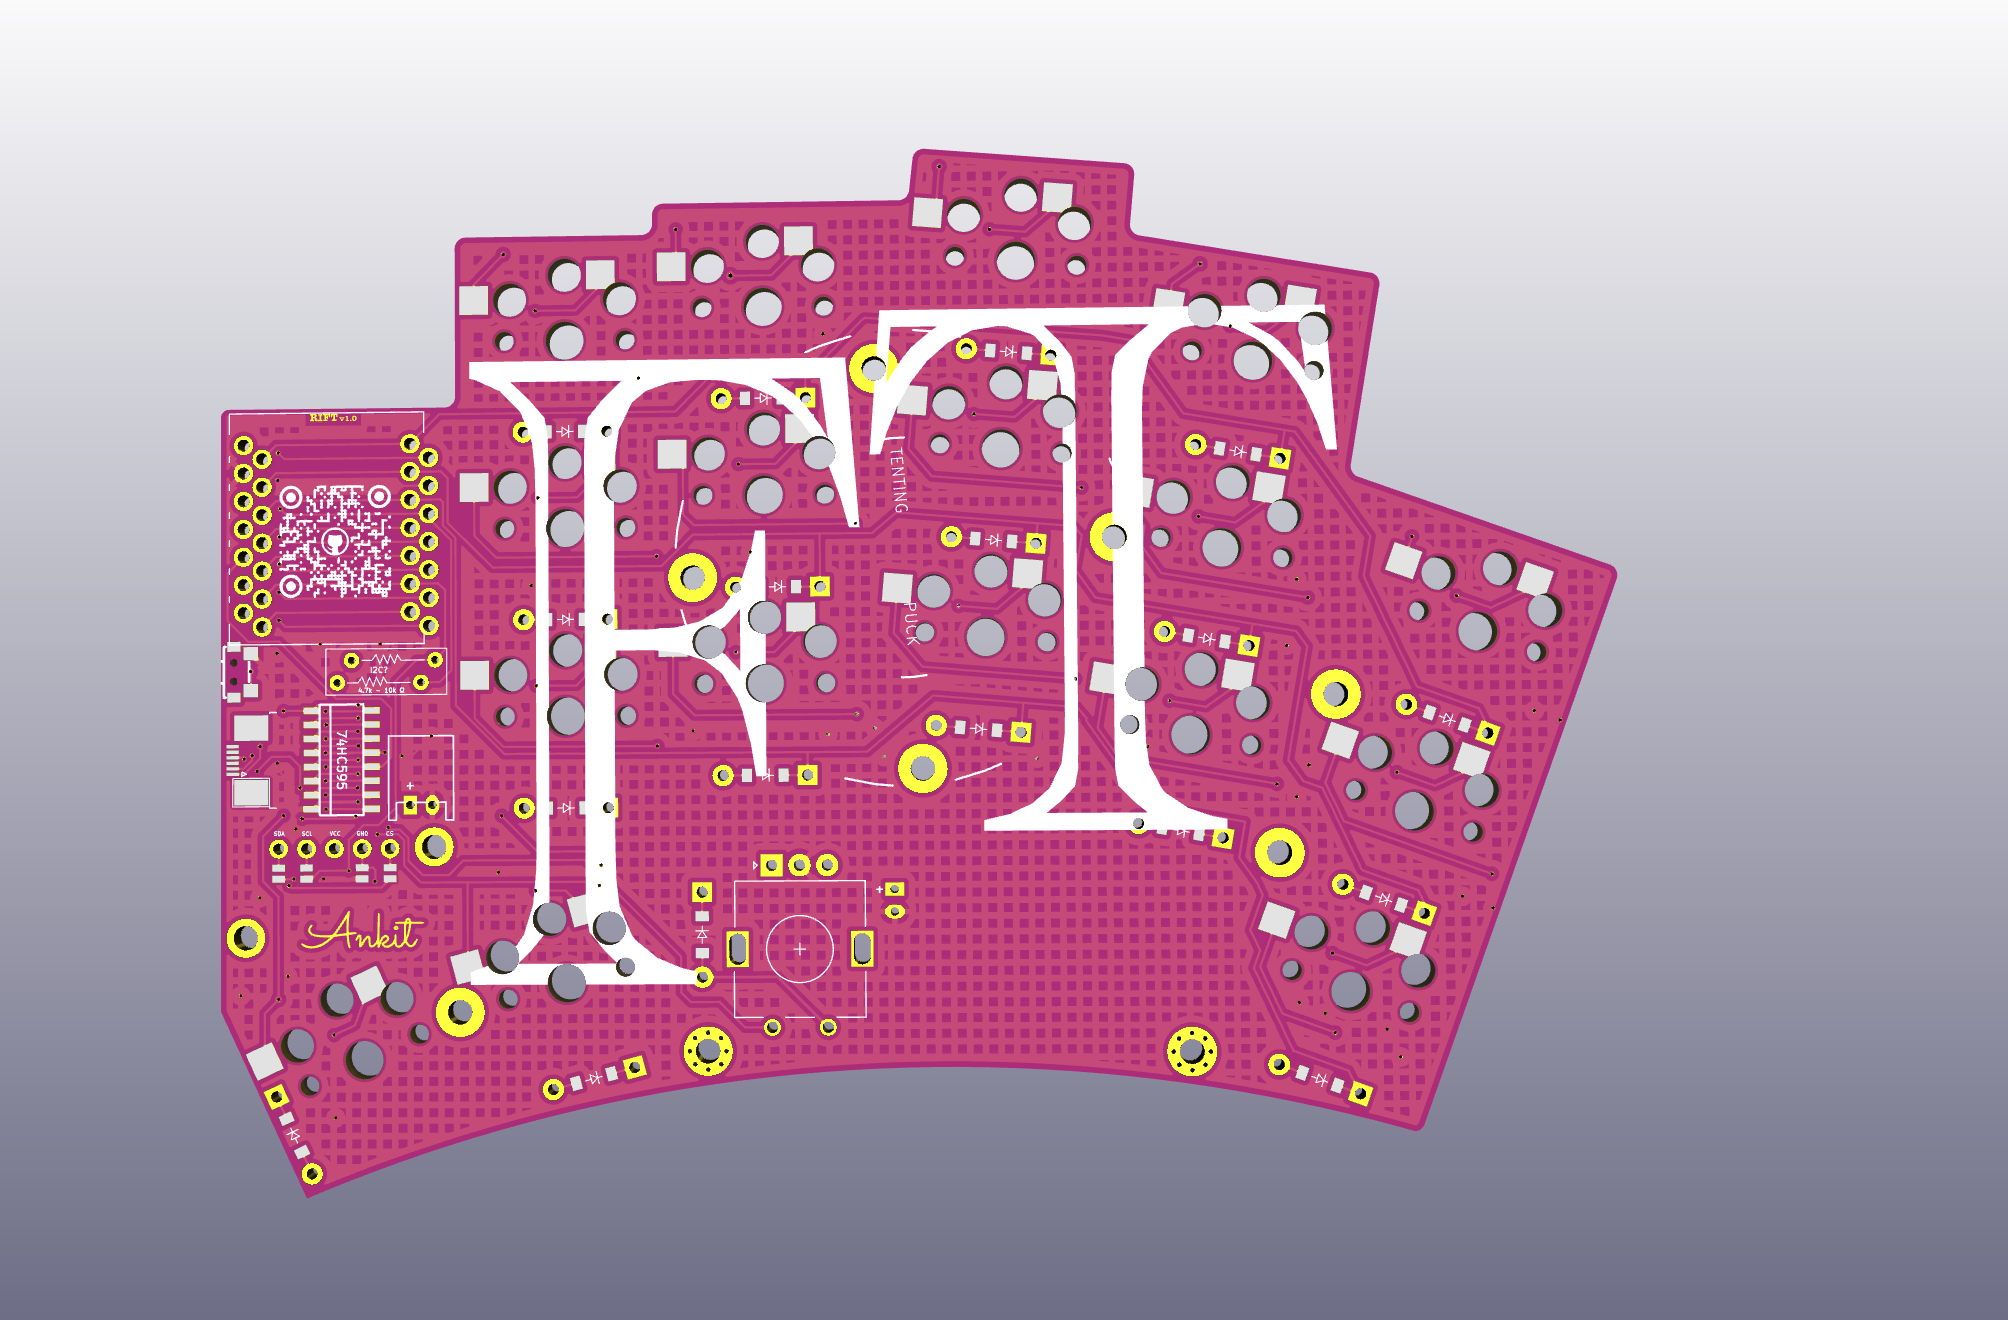 FT
RIFT v1.0
TENTING
PUCK
I2C?
4.7k - 10k Ω
74HC595
+
SDA SCL VCC GND CS
+
Ankit